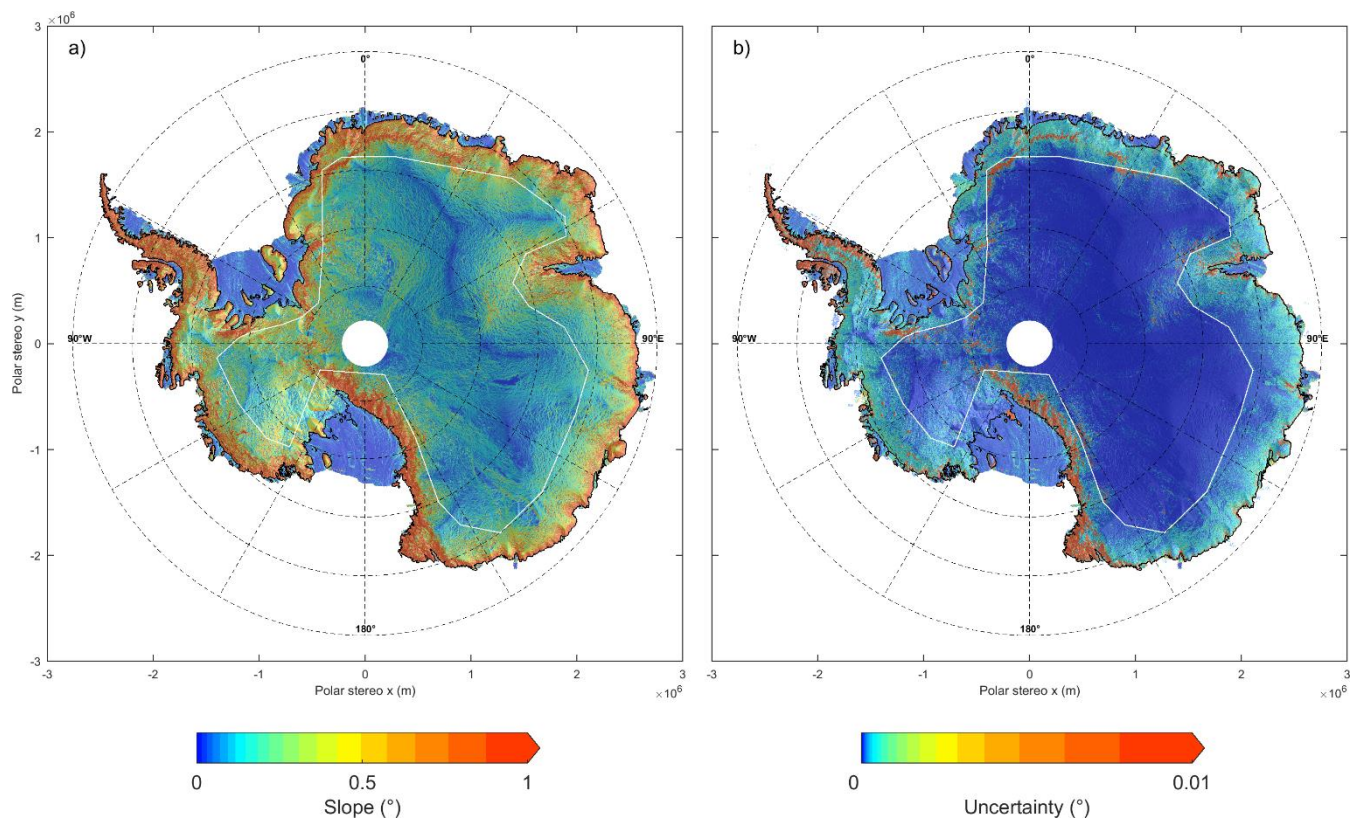 ×10⁶
a)
b)
0°
0°
90°W
90°E
90°W
90°E
180°
180°
3
2
1
0
-1
-2
-3
Polar stereo y (m)
-3 -2 -1 0 1 2 3
-3 -2 -1 0 1 2 3
Polar stereo x (m)
×10⁶
Polar stereo x (m)
×10⁶
0 0.5 1
Slope (°)
0 0.01
Uncertainty (°)